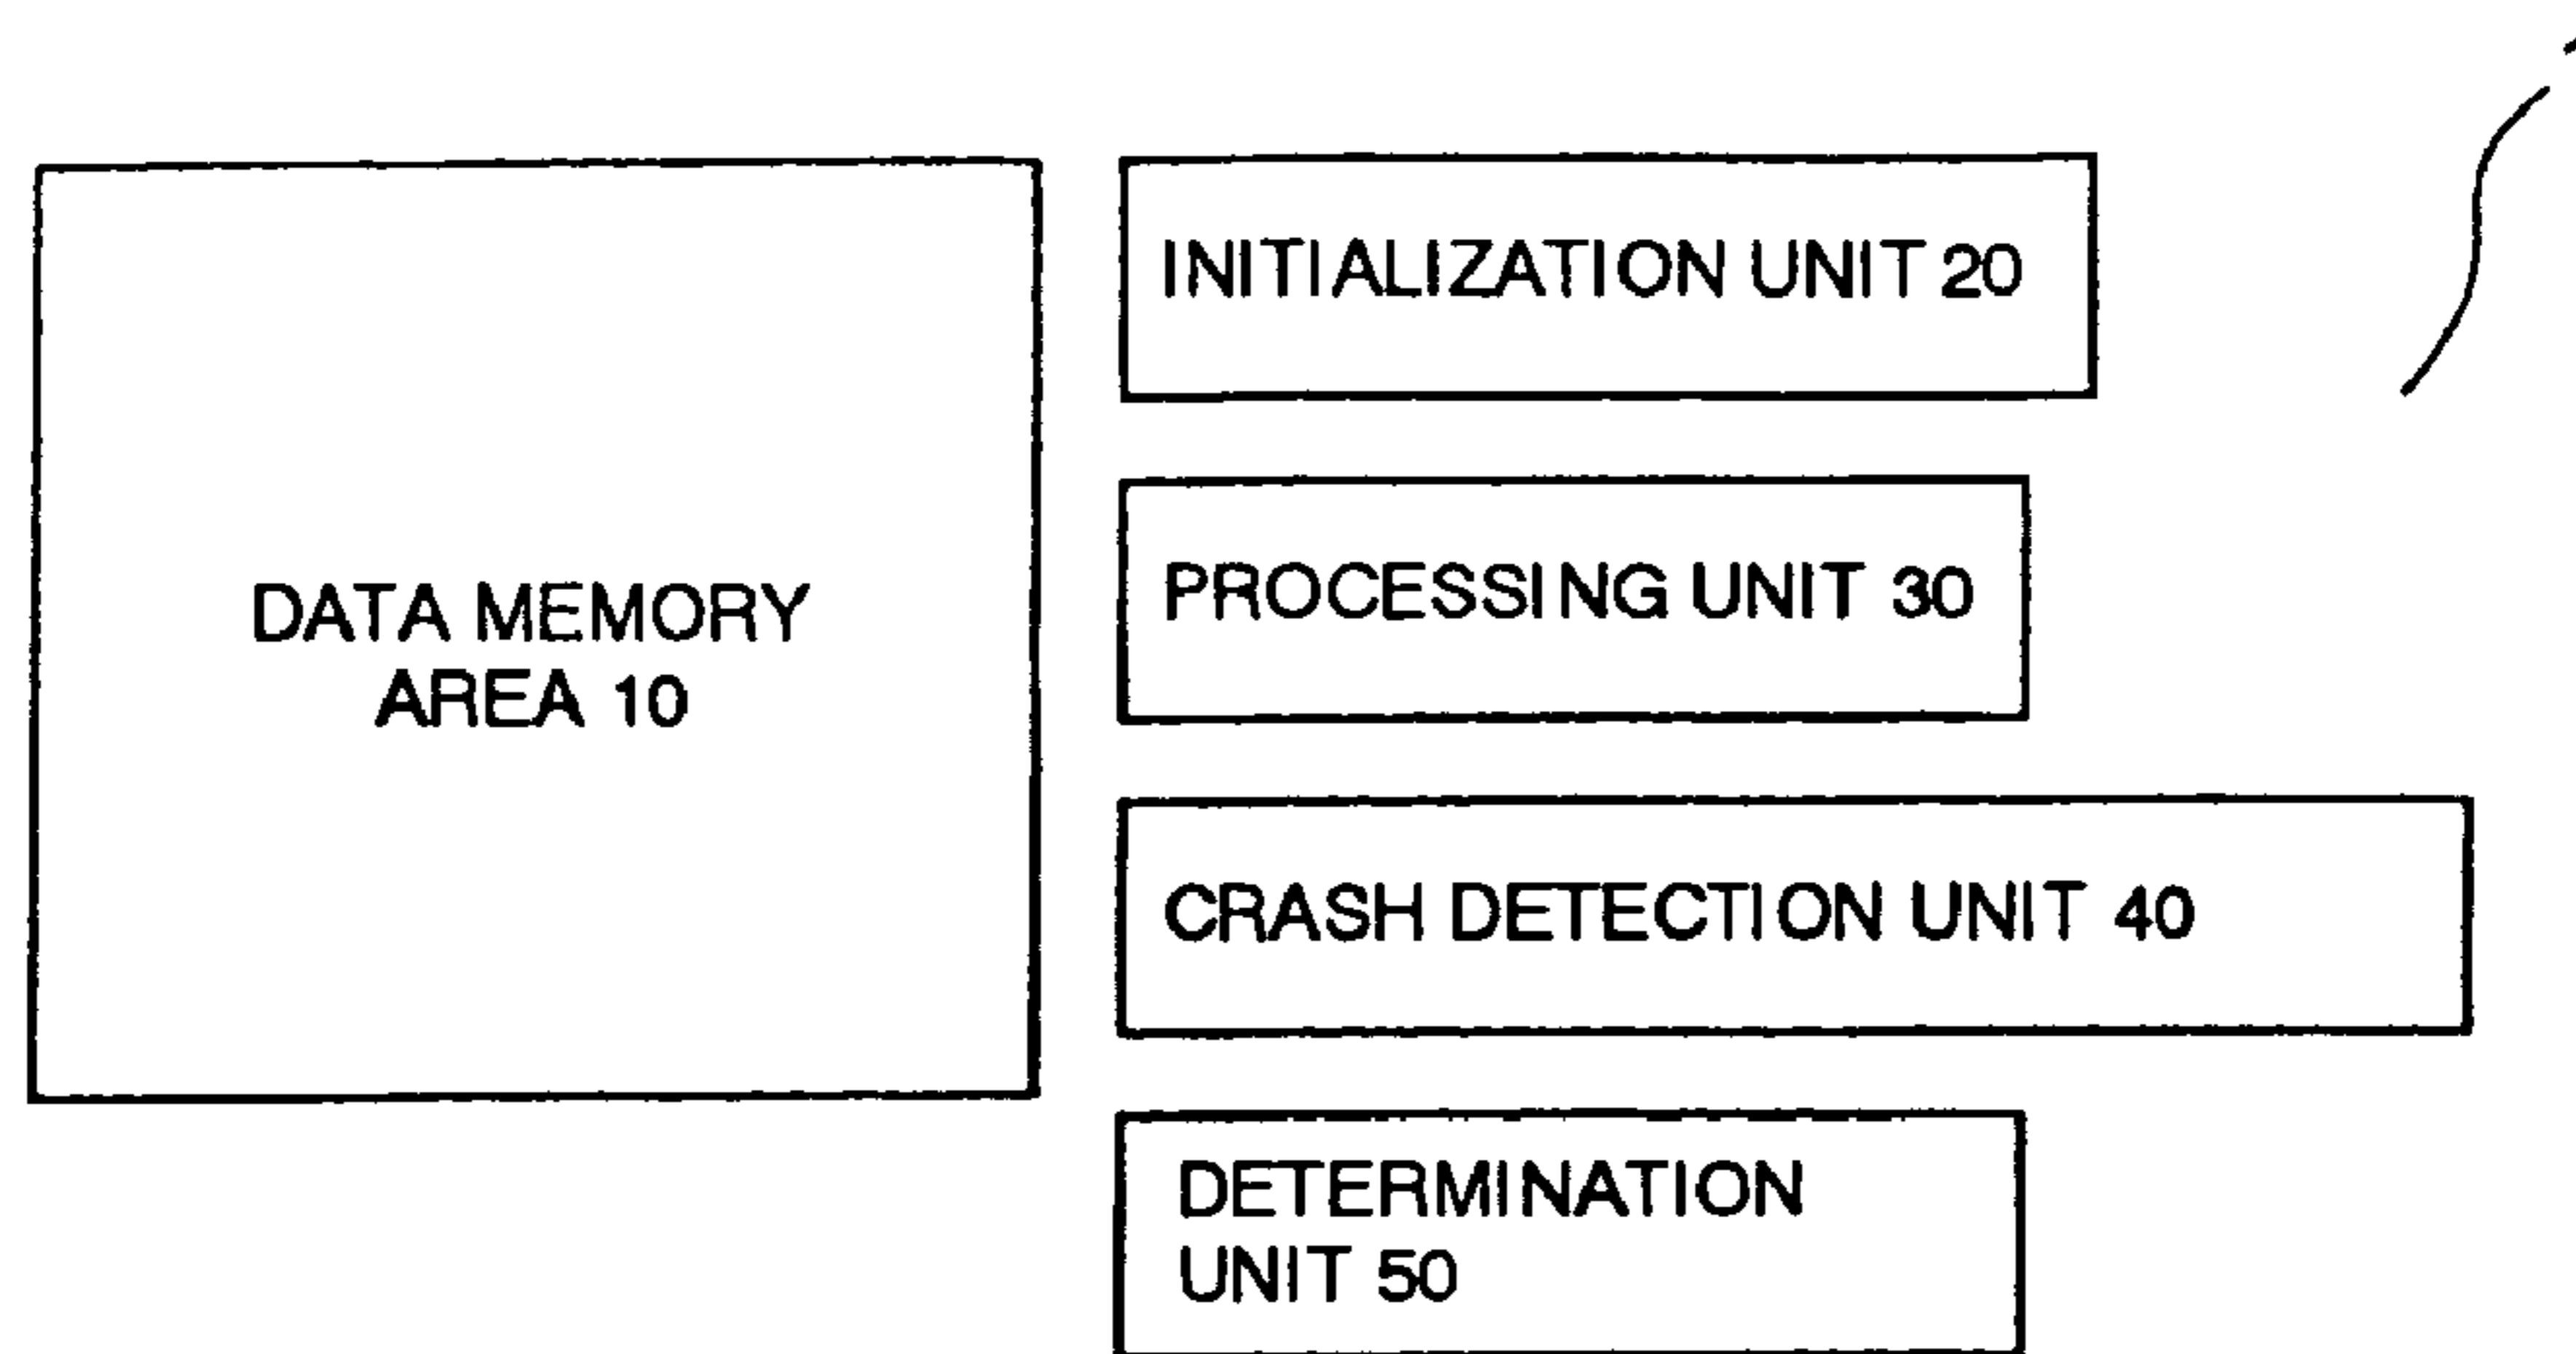 DATA MEMORY
AREA 10
INITIALIZATION UNIT 20
PROCESSING UNIT 30
CRASH DETECTION UNIT 40
DETERMINATION
UNIT 50